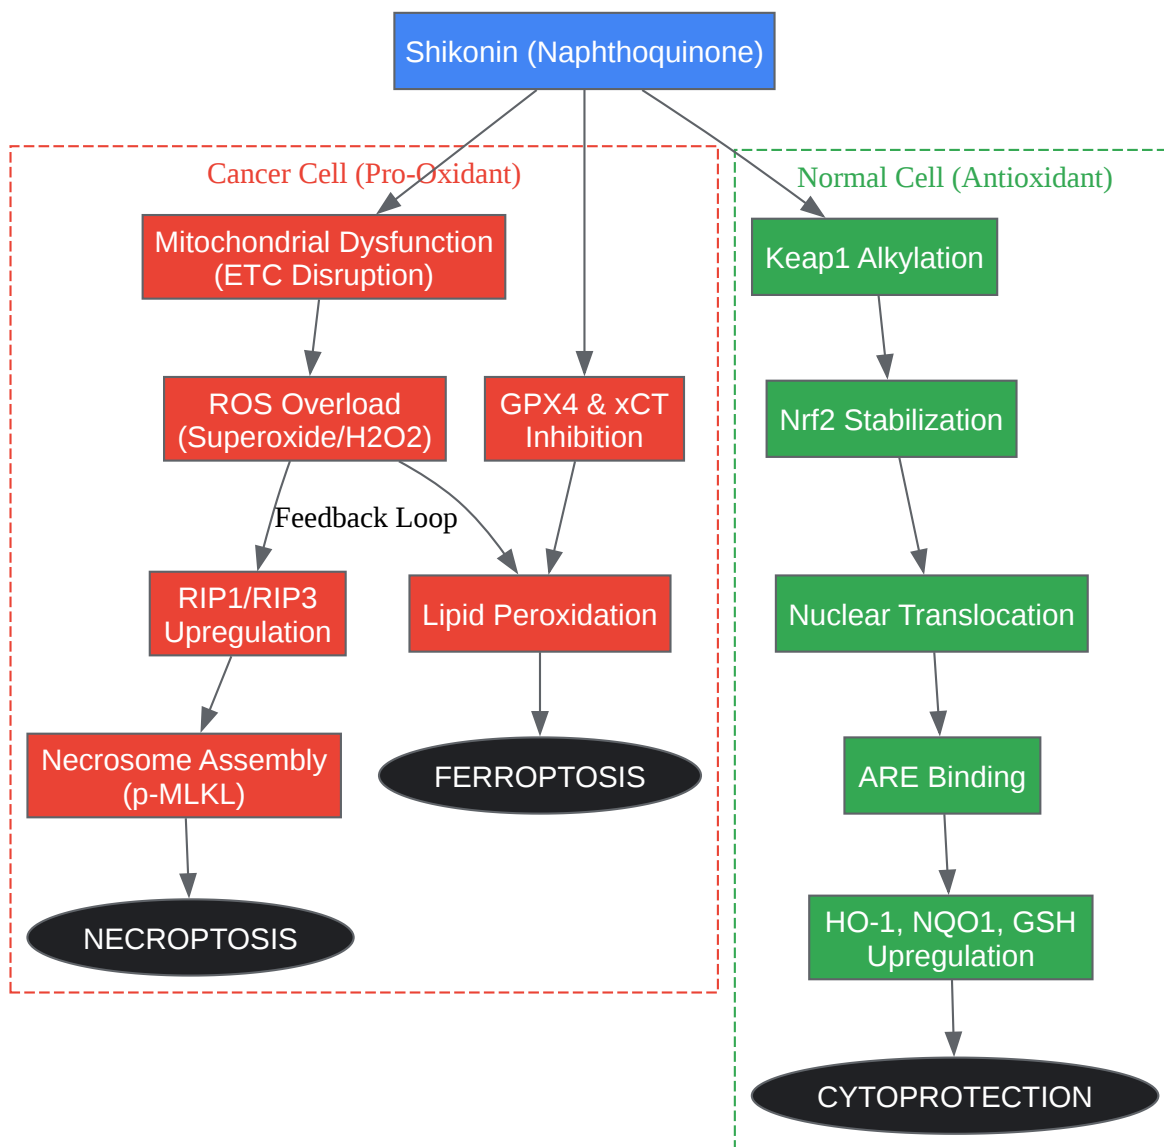 Shikonin (Naphthoquinone)
Cancer Cell (Pro-Oxidant)
Normal Cell (Antioxidant)
Mitochondrial Dysfunction
(ETC Disruption)
Keap1 Alkylation
ROS Overload
(Superoxide/H2O2)
GPX4 & xCT
Inhibition
Nrf2 Stabilization
Feedback Loop
RIP1/RIP3
Upregulation
Lipid Peroxidation
Nuclear Translocation
Necrosome Assembly
(p-MLKL)
FERROPTOSIS
ARE Binding
NECROPTOSIS
HO-1, NQO1, GSH
Upregulation
CYTOPROTECTION